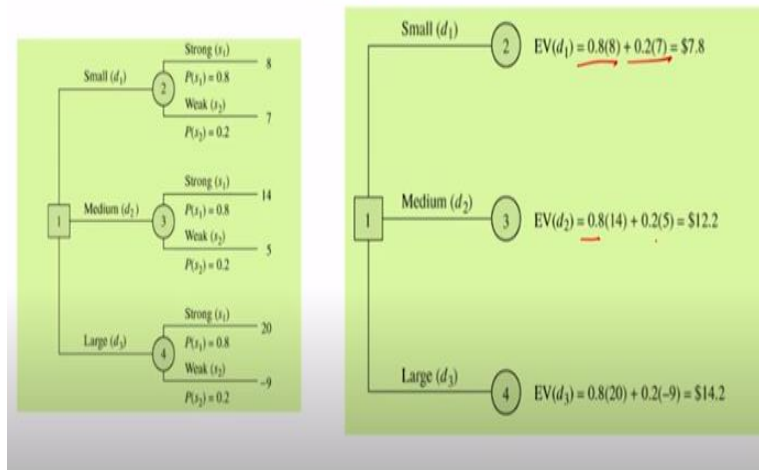 Strong (s₁)
8
Small (d₁)
P(s₁) = 0.8
2
Weak (s₂)
7
P(s₂) = 0.2
Strong (s₁)
14
Medium (d₂)
P(s₁) = 0.8
1
3
Weak (s₂)
5
P(s₂) = 0.2
Strong (s₁)
20
Large (d₃)
P(s₁) = 0.8
4
Weak (s₂)
-9
P(s₂) = 0.2
Small (d₁)
2
EV(d₁) = 0.8(8) + 0.2(7) = $7.8
Medium (d₂)
1
3
EV(d₂) = 0.8(14) + 0.2(5) = $12.2
Large (d₃)
4
EV(d₃) = 0.8(20) + 0.2(–9) = $14.2